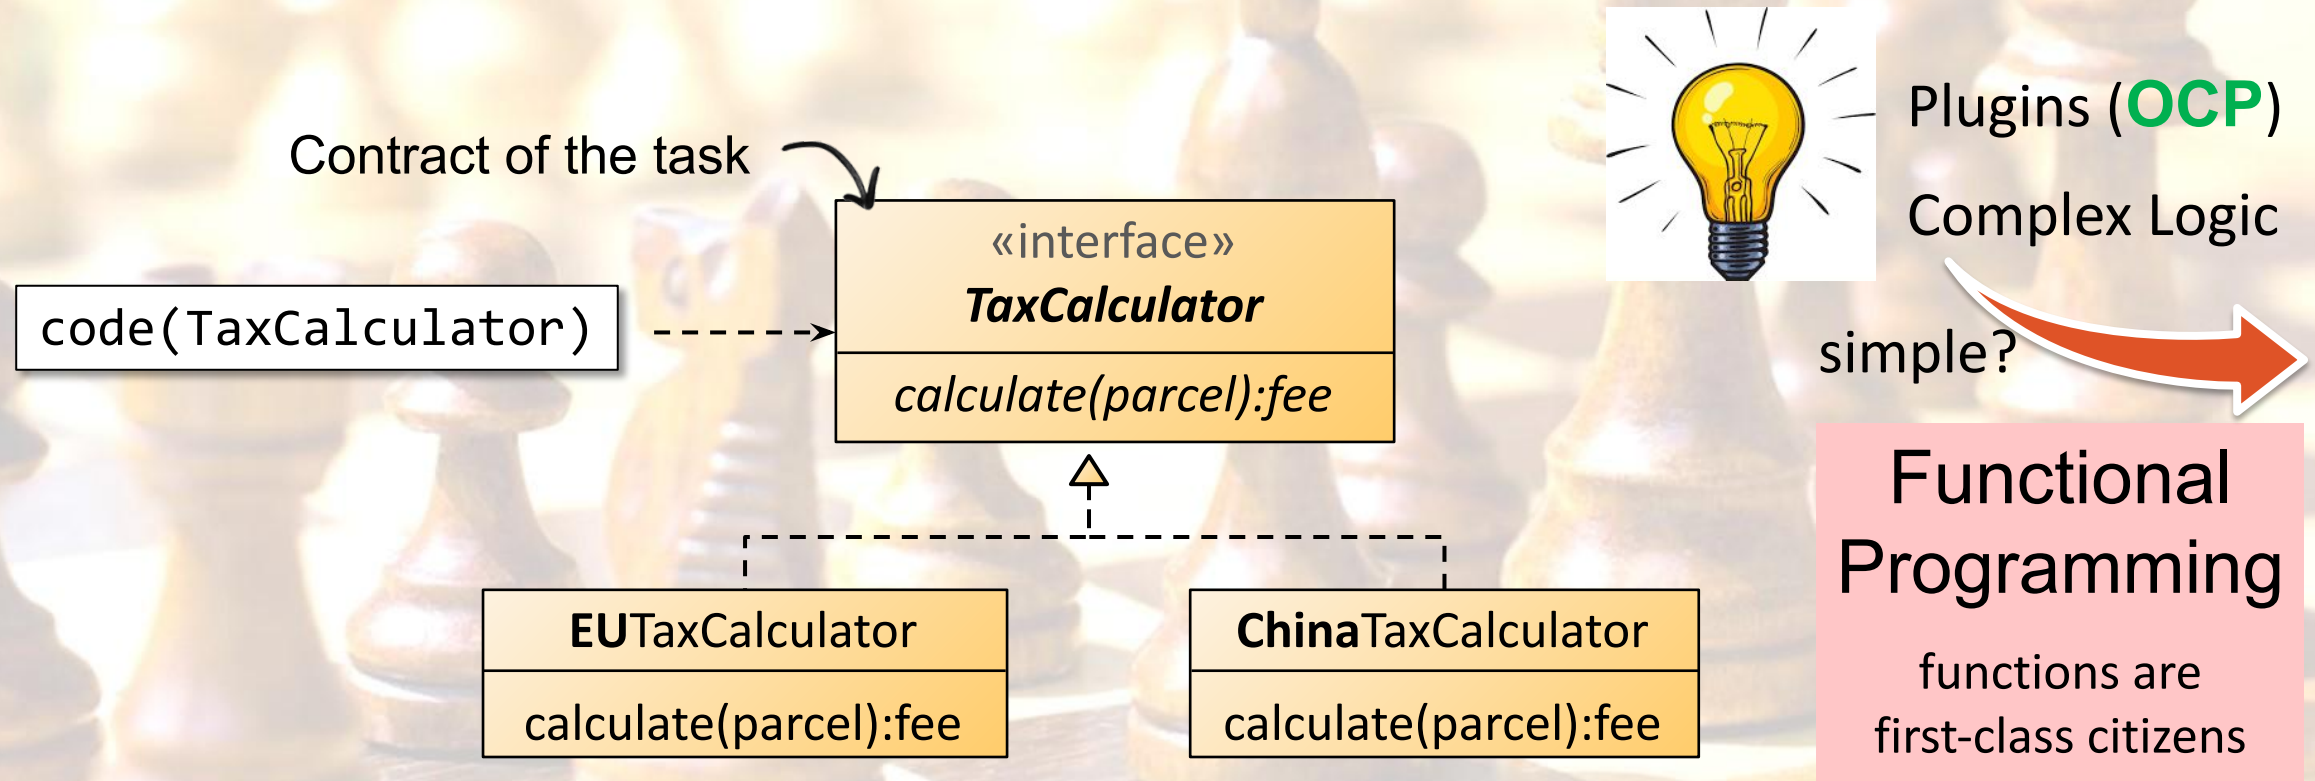 Contract of the task
code(TaxCalculator)
«interface»
TaxCalculator
calculate(parcel):fee
EUTaxCalculator
calculate(parcel):fee
ChinaTaxCalculator
calculate(parcel):fee
Plugins (OCP)
Complex Logic
simple?
Functional
Programming
functions are
first-class citizens